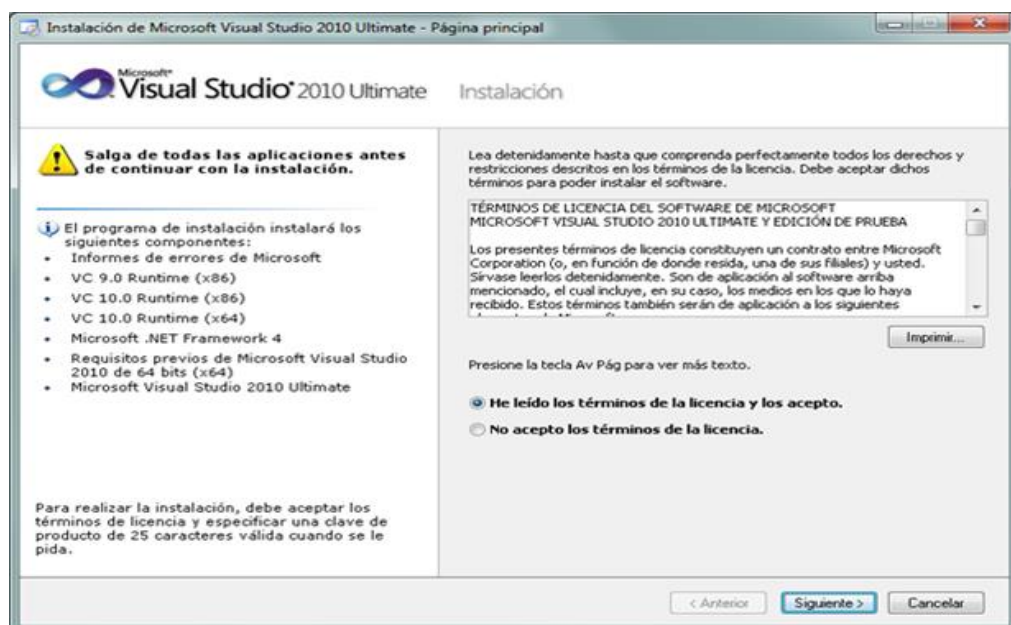 Instalación de Microsoft Visual Studio 2010 Ultimate - Página principal
Microsoft®
Visual Studio® 2010 Ultimate
Instalación
Salga de todas las aplicaciones antes
de continuar con la instalación.
El programa de instalación instalará los
siguientes componentes:
• Informes de errores de Microsoft
• VC 9.0 Runtime (x86)
• VC 10.0 Runtime (x86)
• VC 10.0 Runtime (x64)
• Microsoft .NET Framework 4
• Requisitos previos de Microsoft Visual Studio
2010 de 64 bits (x64)
• Microsoft Visual Studio 2010 Ultimate
Para realizar la instalación, debe aceptar los
términos de licencia y especificar una clave de
producto de 25 caracteres válida cuando se le
pida.
Lea detenidamente hasta que comprenda perfectamente todos los derechos y
restricciones descritos en los términos de la licencia. Debe aceptar dichos
términos para poder instalar el software.
TÉRMINOS DE LICENCIA DEL SOFTWARE DE MICROSOFT
MICROSOFT VISUAL STUDIO 2010 ULTIMATE Y EDICIÓN DE PRUEBA
Los presentes términos de licencia constituyen un contrato entre Microsoft
Corporation (o, en función de donde resida, una de sus filiales) y usted.
Sírvase leerlos detenidamente. Son de aplicación al software arriba
mencionado, el cual incluye, en su caso, los medios en los que lo haya
recibido. Estos términos también serán de aplicación a los siguientes
Imprimir...
Presione la tecla Av Pág para ver más texto.
He leído los términos de la licencia y los acepto.
No acepto los términos de la licencia.
< Anterior
Siguiente >
Cancelar